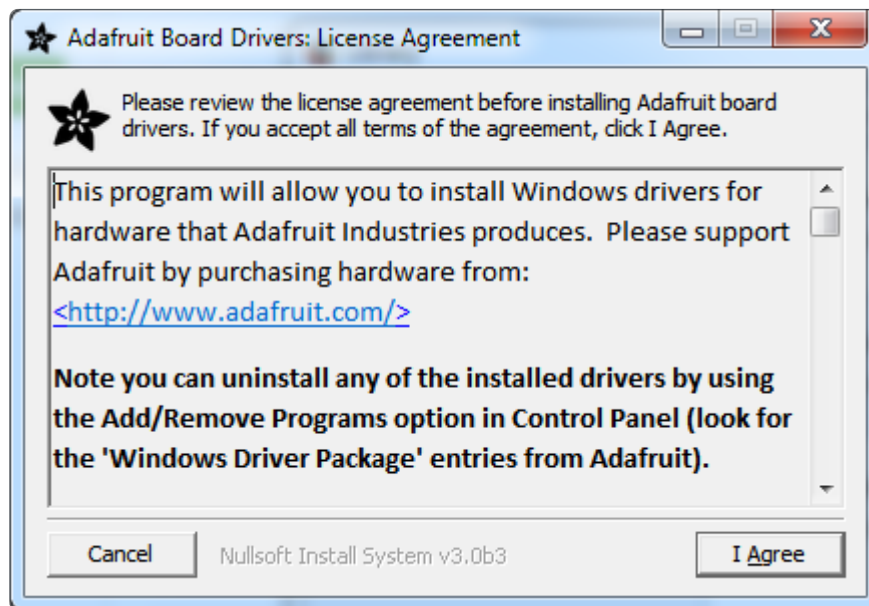 Adafruit Board Drivers: License Agreement
Please review the license agreement before installing Adafruit board
drivers. If you accept all terms of the agreement, click I Agree.
This program will allow you to install Windows drivers for
hardware that Adafruit Industries produces.  Please support
Adafruit by purchasing hardware from:
<http://www.adafruit.com/>
Note you can uninstall any of the installed drivers by using
the Add/Remove Programs option in Control Panel (look for
the 'Windows Driver Package' entries from Adafruit).
Cancel Nullsoft Install System v3.0b3 I Agree